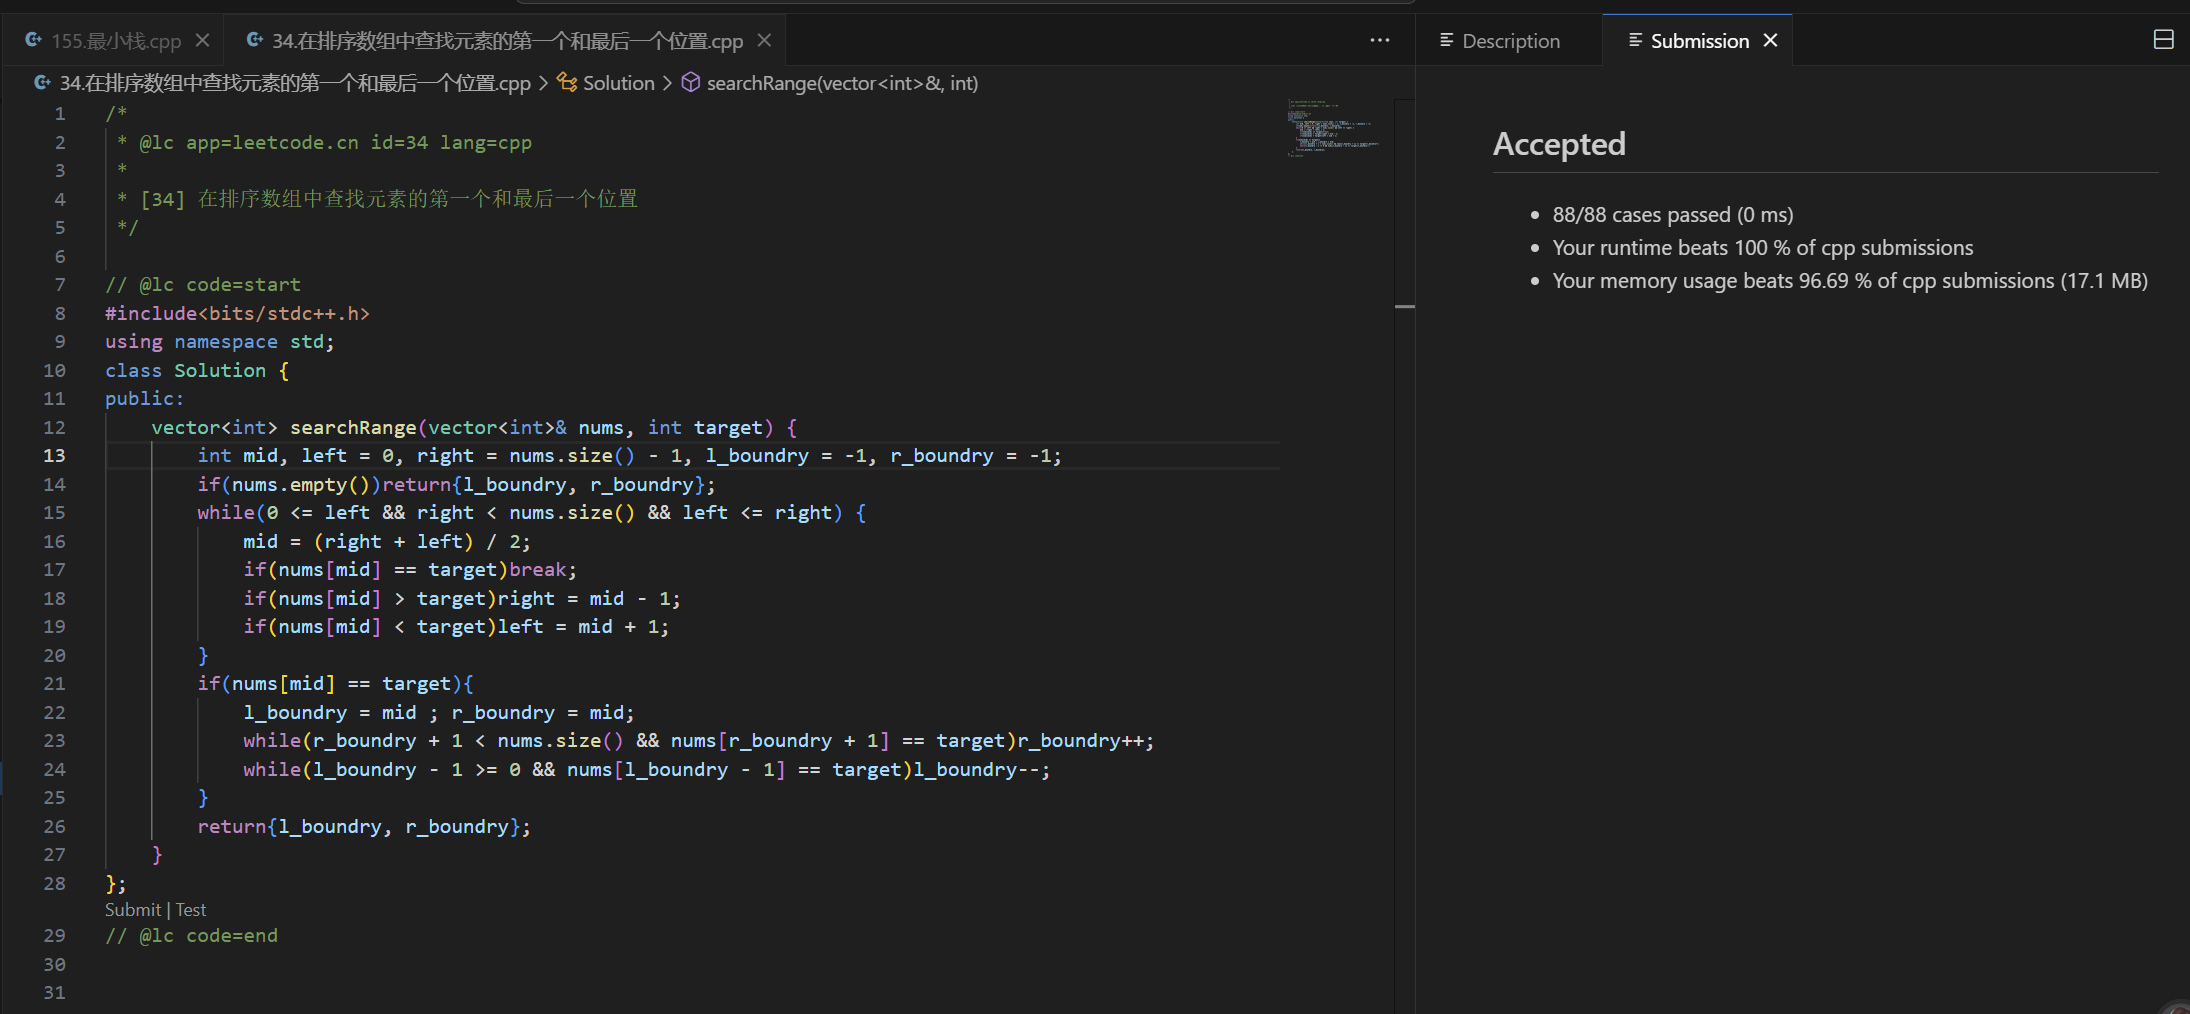 155.最小栈.cpp
34.在排序数组中查找元素的第一个和最后一个位置.cpp
Description
Submission
34.在排序数组中查找元素的第一个和最后一个位置.cpp > Solution > searchRange(vector<int>&, int)
1 /*
2  * @lc app=leetcode.cn id=34 lang=cpp
3  *
4  * [34] 在排序数组中查找元素的第一个和最后一个位置
5  */
6
7 // @lc code=start
8 #include<bits/stdc++.h>
9 using namespace std;
10 class Solution {
11 public:
12     vector<int> searchRange(vector<int>& nums, int target) {
13         int mid, left = 0, right = nums.size() - 1, l_boundry = -1, r_boundry = -1;
14         if(nums.empty())return{l_boundry, r_boundry};
15         while(0 <= left && right < nums.size() && left <= right) {
16             mid = (right + left) / 2;
17             if(nums[mid] == target)break;
18             if(nums[mid] > target)right = mid - 1;
19             if(nums[mid] < target)left = mid + 1;
20         }
21         if(nums[mid] == target){
22             l_boundry = mid ; r_boundry = mid;
23             while(r_boundry + 1 < nums.size() && nums[r_boundry + 1] == target)r_boundry++;
24             while(l_boundry - 1 >= 0 && nums[l_boundry - 1] == target)l_boundry--;
25         }
26         return{l_boundry, r_boundry};
27     }
28 };
Submit | Test
29 // @lc code=end
30
31
Accepted
• 88/88 cases passed (0 ms)
• Your runtime beats 100 % of cpp submissions
• Your memory usage beats 96.69 % of cpp submissions (17.1 MB)